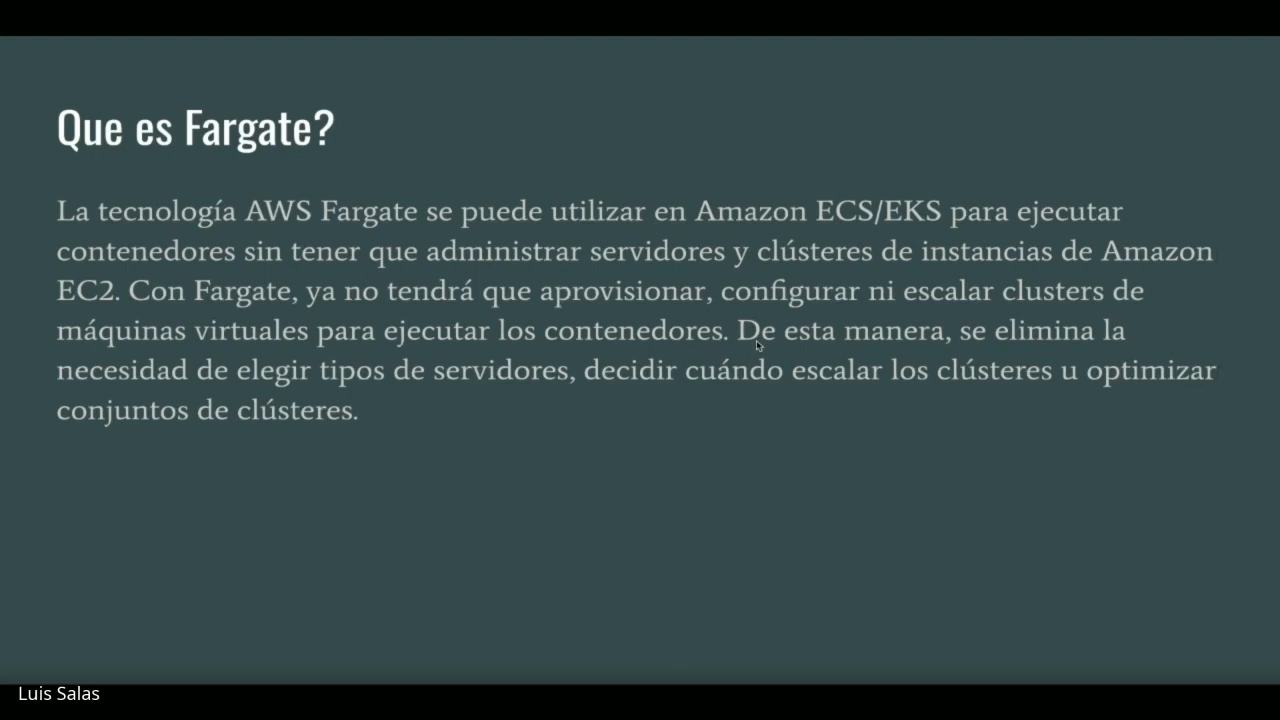 Que es Fargate?
La tecnología AWS Fargate se puede utilizar en Amazon ECS/EKS para ejecutar
contenedores sin tener que administrar servidores y clústeres de instancias de Amazon
EC2. Con Fargate, ya no tendrá que aprovisionar, configurar ni escalar clusters de
máquinas virtuales para ejecutar los contenedores. De esta manera, se elimina la
necesidad de elegir tipos de servidores, decidir cuándo escalar los clústeres u optimizar
conjuntos de clústeres.
Luis Salas